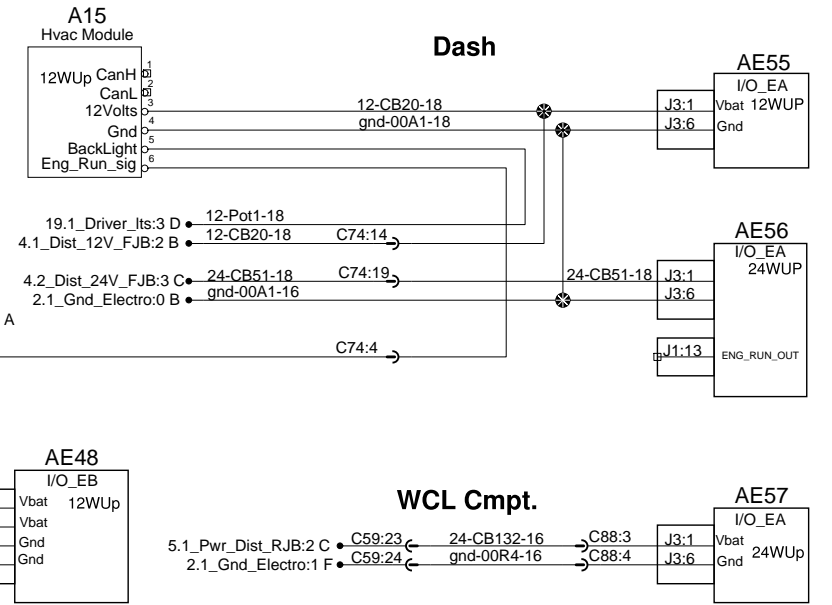 A15
Hvac Module
Dash
12WUp CanH 1
CanL 2
12Volts 3
Gnd 4
BackLight 5
Eng_Run_sig 6
12-CB20-18
gnd-00A1-18
AE55
I/O_EA
J3:1 Vbat 12WUP
J3:6 Gnd
19.1_Driver_lts:3 D 12-Pot1-18
4.1_Dist_12V_FJB:2 B 12-CB20-18 C74:14
4.2_Dist_24V_FJB:3 C 24-CB51-18 C74:19 24-CB51-18
2.1_Gnd_Electro:0 B gnd-00A1-16
AE56
I/O_EA
24WUP
J3:1
J3:6
J1:13 ENG_RUN_OUT
A
C74:4
AE48
I/O_EB
Vbat 12WUp
Vbat
Gnd
Gnd
WCL Cmpt.
5.1_Pwr_Dist_RJB:2 C C59:23 24-CB132-16 C88:3
2.1_Gnd_Electro:1 F C59:24 gnd-00R4-16 C88:4
AE57
I/O_EA
J3:1 Vbat
24WUp
J3:6 Gnd